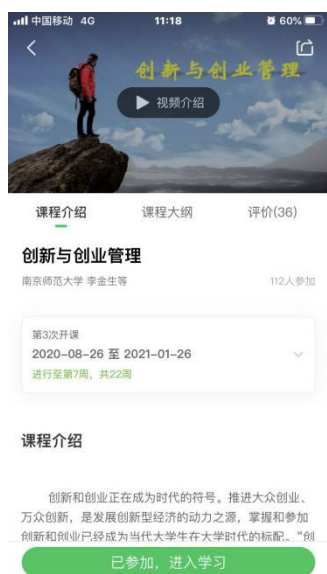 中国移动 4G 11:18 60%
创新与创业管理
视频介绍
课程介绍 课程大纲 评价(36)
创新与创业管理
南京师范大学 李金生等 112人参加
第3次开课
2020-08-26 至 2021-01-26
进行至第7周，共22周
课程介绍
创新和创业正在成为时代的符号。推进大众创业、
万众创新，是发展创新型经济的动力之源，掌握和参加
创新和创业已经成为当代大学生在大学时代的标配。“创
已参加，进入学习